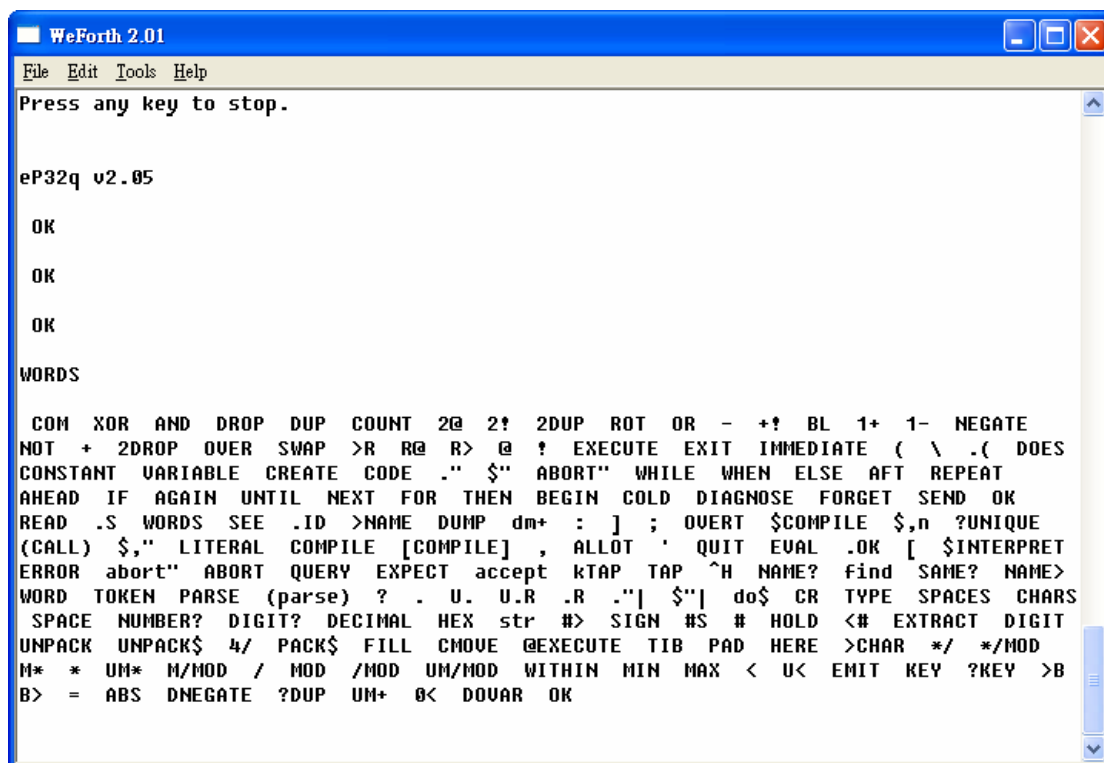 WeForth 2.01
File Edit Tools Help
Press any key to stop.
eP32q v2.05
OK
OK
OK
WORDS
COM XOR AND DROP DUP COUNT 2@ 2! 2DUP ROT OR - +! BL 1+ 1- NEGATE
NOT + 2DROP OVER SWAP >R R@ R> @ ! EXECUTE EXIT IMMEDIATE ( \ .( DOES
CONSTANT VARIABLE CREATE CODE ." $" ABORT" WHILE WHEN ELSE AFT REPEAT
AHEAD IF AGAIN UNTIL NEXT FOR THEN BEGIN COLD DIAGNOSE FORGET SEND OK
READ .S WORDS SEE .ID >NAME DUMP dm+ : ] ; OVERT $COMPILE $,n ?UNIQUE
(CALL) $," LITERAL COMPILE [COMPILE] , ALLOT ' QUIT EVAL .OK [ $INTERPRET
ERROR abort" ABORT QUERY EXPECT accept kTAP TAP ^H NAME? find SAME? NAME>
WORD TOKEN PARSE (parse) ? . U. U.R .R ."| $"| do$ CR TYPE SPACES CHARS
SPACE NUMBER? DIGIT? DECIMAL HEX str #> SIGN #S # HOLD <# EXTRACT DIGIT
UNPACK UNPACK$ 4/ PACK$ FILL CMOVE @EXECUTE TIB PAD HERE >CHAR */ */MOD
M* * UM* M/MOD / MOD /MOD UM/MOD WITHIN MIN MAX < U< EMIT KEY ?KEY >B
B> = ABS DNEGATE ?DUP UM+ 0< DOVAR OK